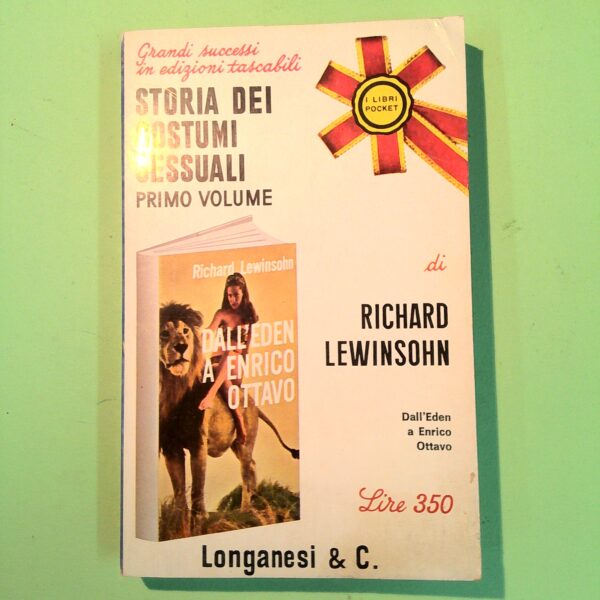 Grandi successi
in edizioni tascabili
STORIA DEI
COSTUMI
SESSUALI
PRIMO VOLUME
I LIBRI
POCKET
Richard Lewinsohn
DALL'EDEN
A ENRICO
OTTAVO
di
RICHARD
LEWINSOHN
Dall'Eden
a Enrico
Ottavo
Lire 350
Longanesi & C.